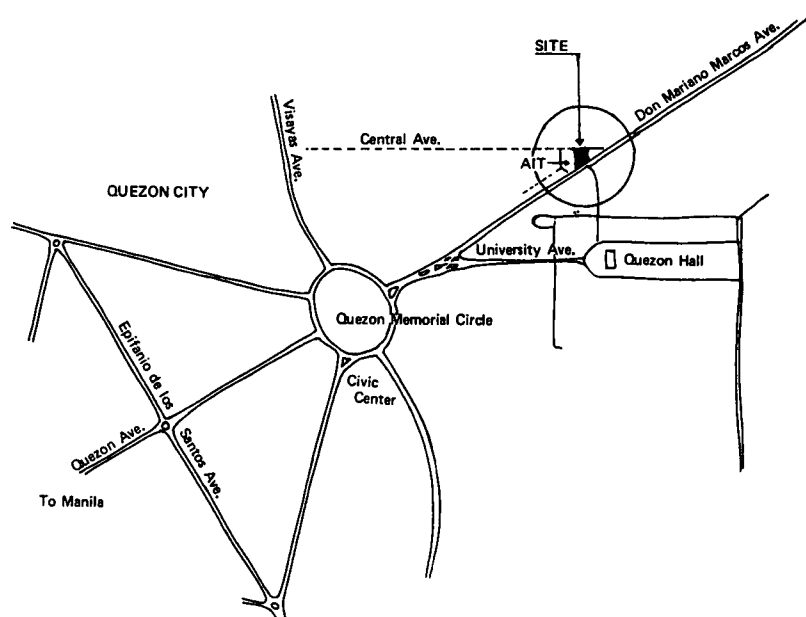 SITE
Don Mariano Marcos Ave.
Visayas Ave.
Central Ave.
AIT
QUEZON CITY
University Ave.
Quezon Hall
Quezon Memorial Circle
Epifanio de los
Santos Ave.
Civic
Center
Quezon Ave.
To Manila